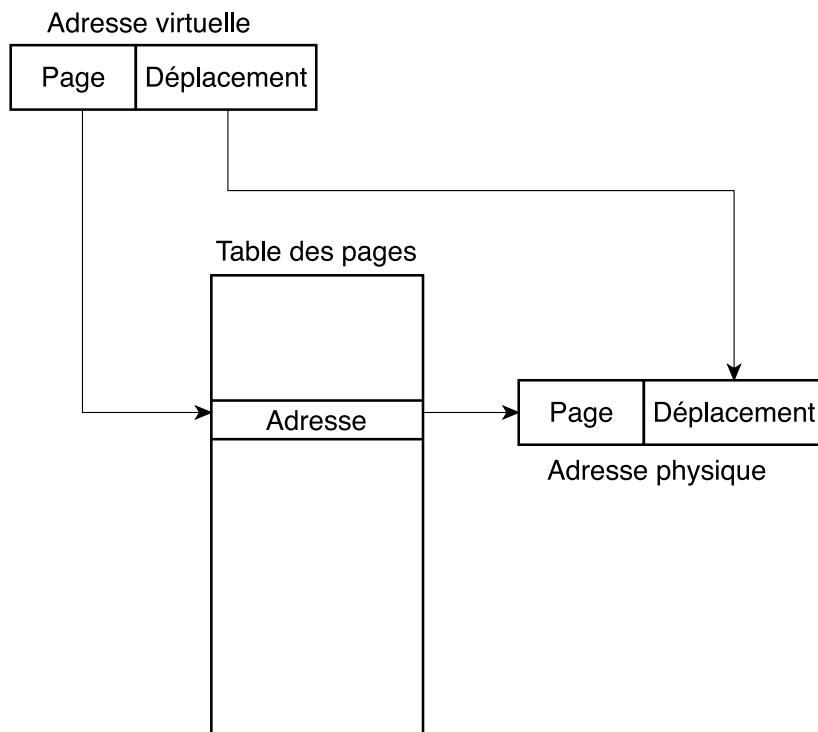 Adresse virtuelle
Page Déplacement
Table des pages
Adresse
Page Déplacement
Adresse physique